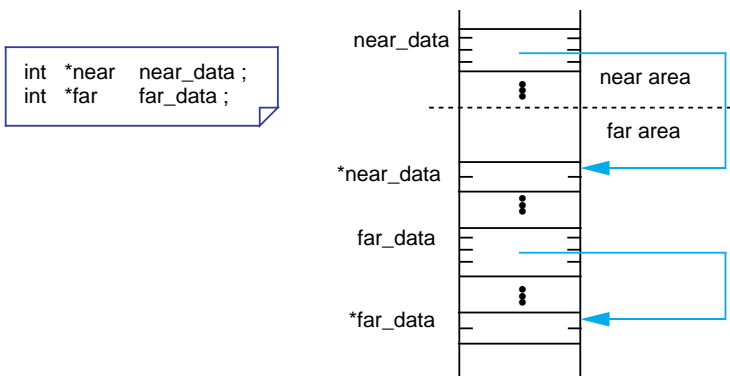 int *near near_data ;
int *far far_data ;
near_data
near area
far area
*near_data
far_data
*far_data